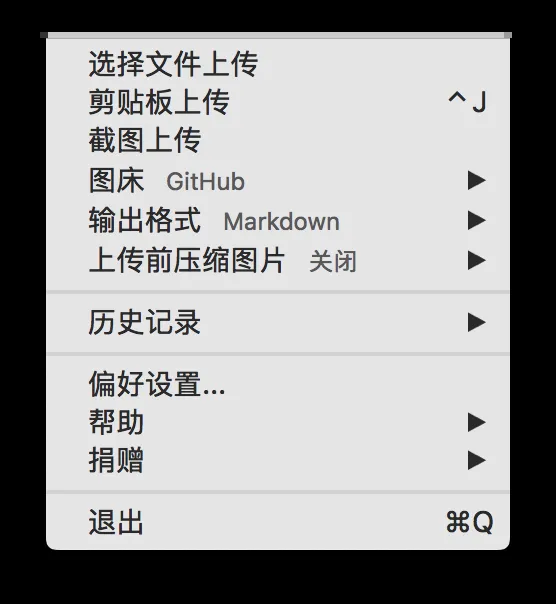 选择文件上传
剪贴板上传 ⌃J
截图上传
图床 GitHub ▶
输出格式 Markdown ▶
上传前压缩图片 关闭 ▶
历史记录 ▶
偏好设置...
帮助 ▶
捐赠 ▶
退出 ⌘Q